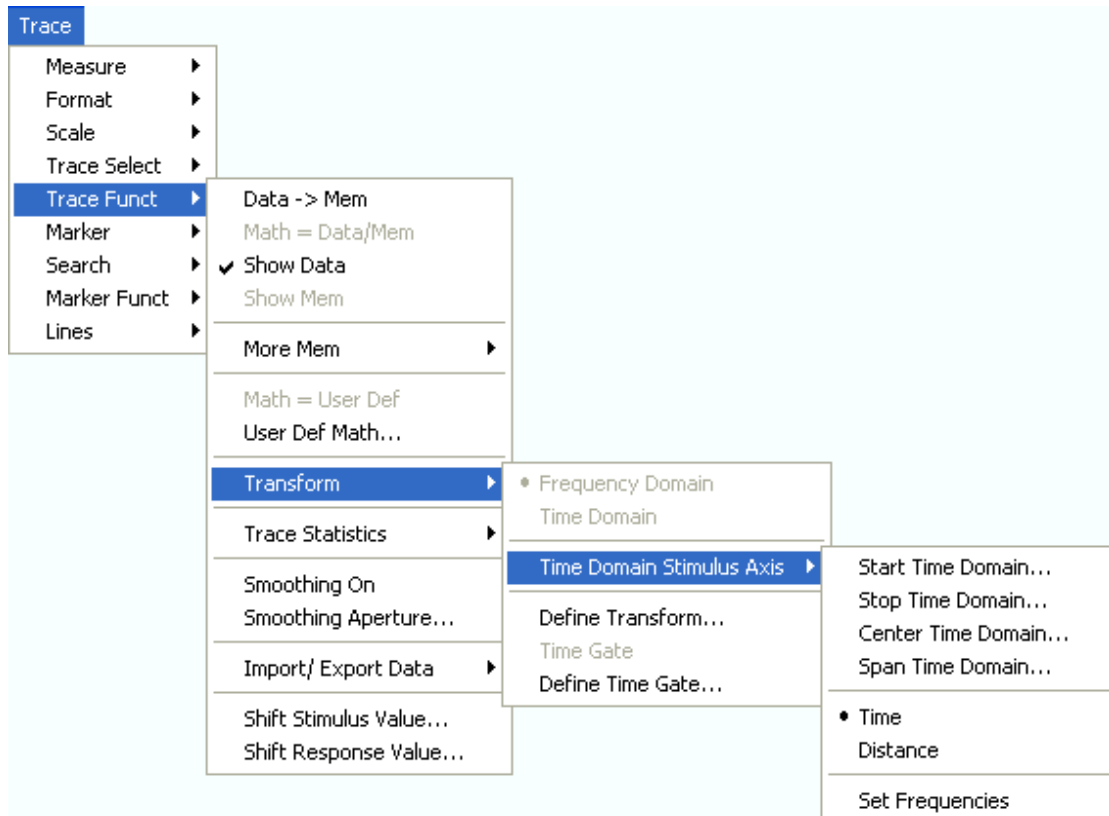 Trace
Measure
Format
Scale
Trace Select
Trace Funct
Marker
Search
Marker Funct
Lines
Data -> Mem
Math = Data/Mem
Show Data
Show Mem
More Mem
Math = User Def
User Def Math...
Transform
Trace Statistics
Smoothing On
Smoothing Aperture...
Import/ Export Data
Shift Stimulus Value...
Shift Response Value...
Frequency Domain
Time Domain
Time Domain Stimulus Axis
Define Transform...
Time Gate
Define Time Gate...
Start Time Domain...
Stop Time Domain...
Center Time Domain...
Span Time Domain...
Time
Distance
Set Frequencies